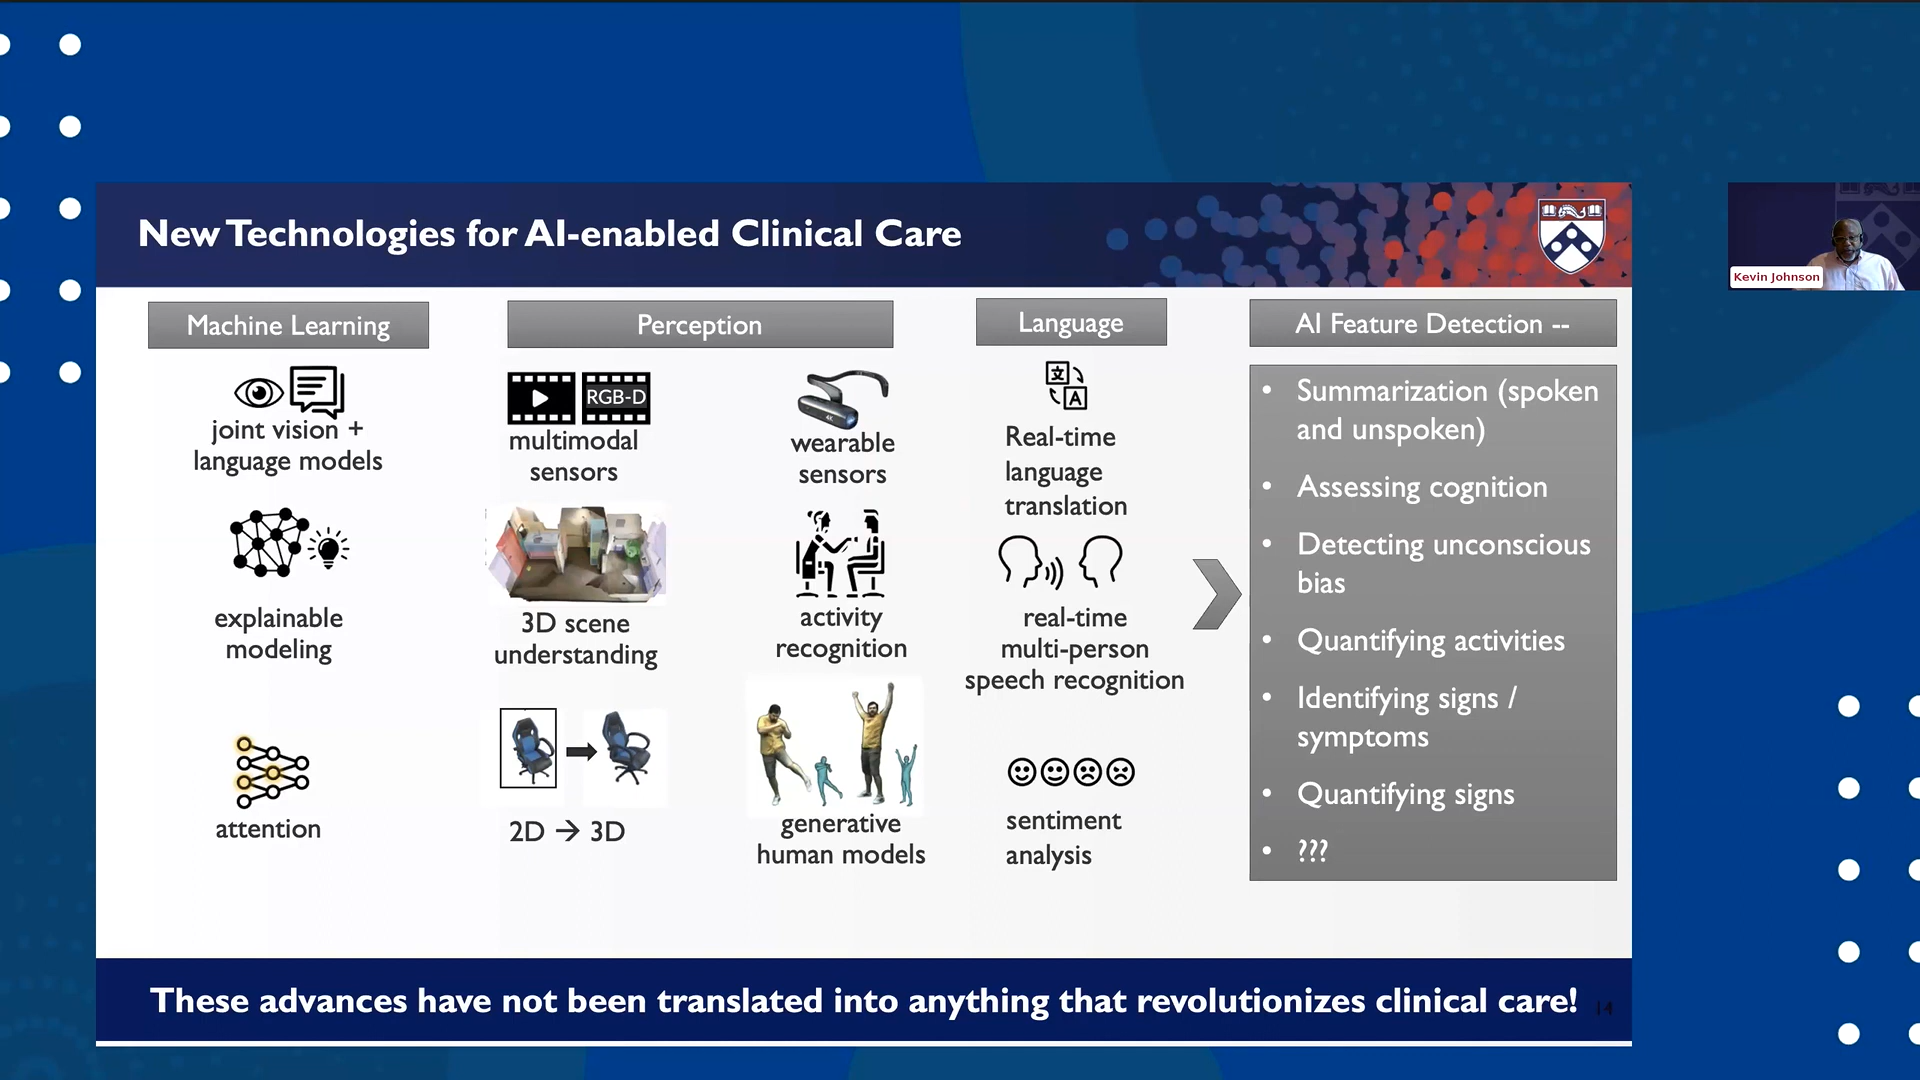 New Technologies for AI-enabled Clinical Care
Kevin Johnson
Machine Learning
joint vision +
language models
explainable
modeling
attention
Perception
RGB-D
multimodal
sensors
3D scene
understanding
2D → 3D
4K
wearable
sensors
activity
recognition
generative
human models
Language
文
A
Real-time
language
translation
real-time
multi-person
speech recognition
sentiment
analysis
AI Feature Detection --
• Summarization (spoken
and unspoken)
• Assessing cognition
• Detecting unconscious
bias
• Quantifying activities
• Identifying signs /
symptoms
• Quantifying signs
• ???
These advances have not been translated into anything that revolutionizes clinical care!
14